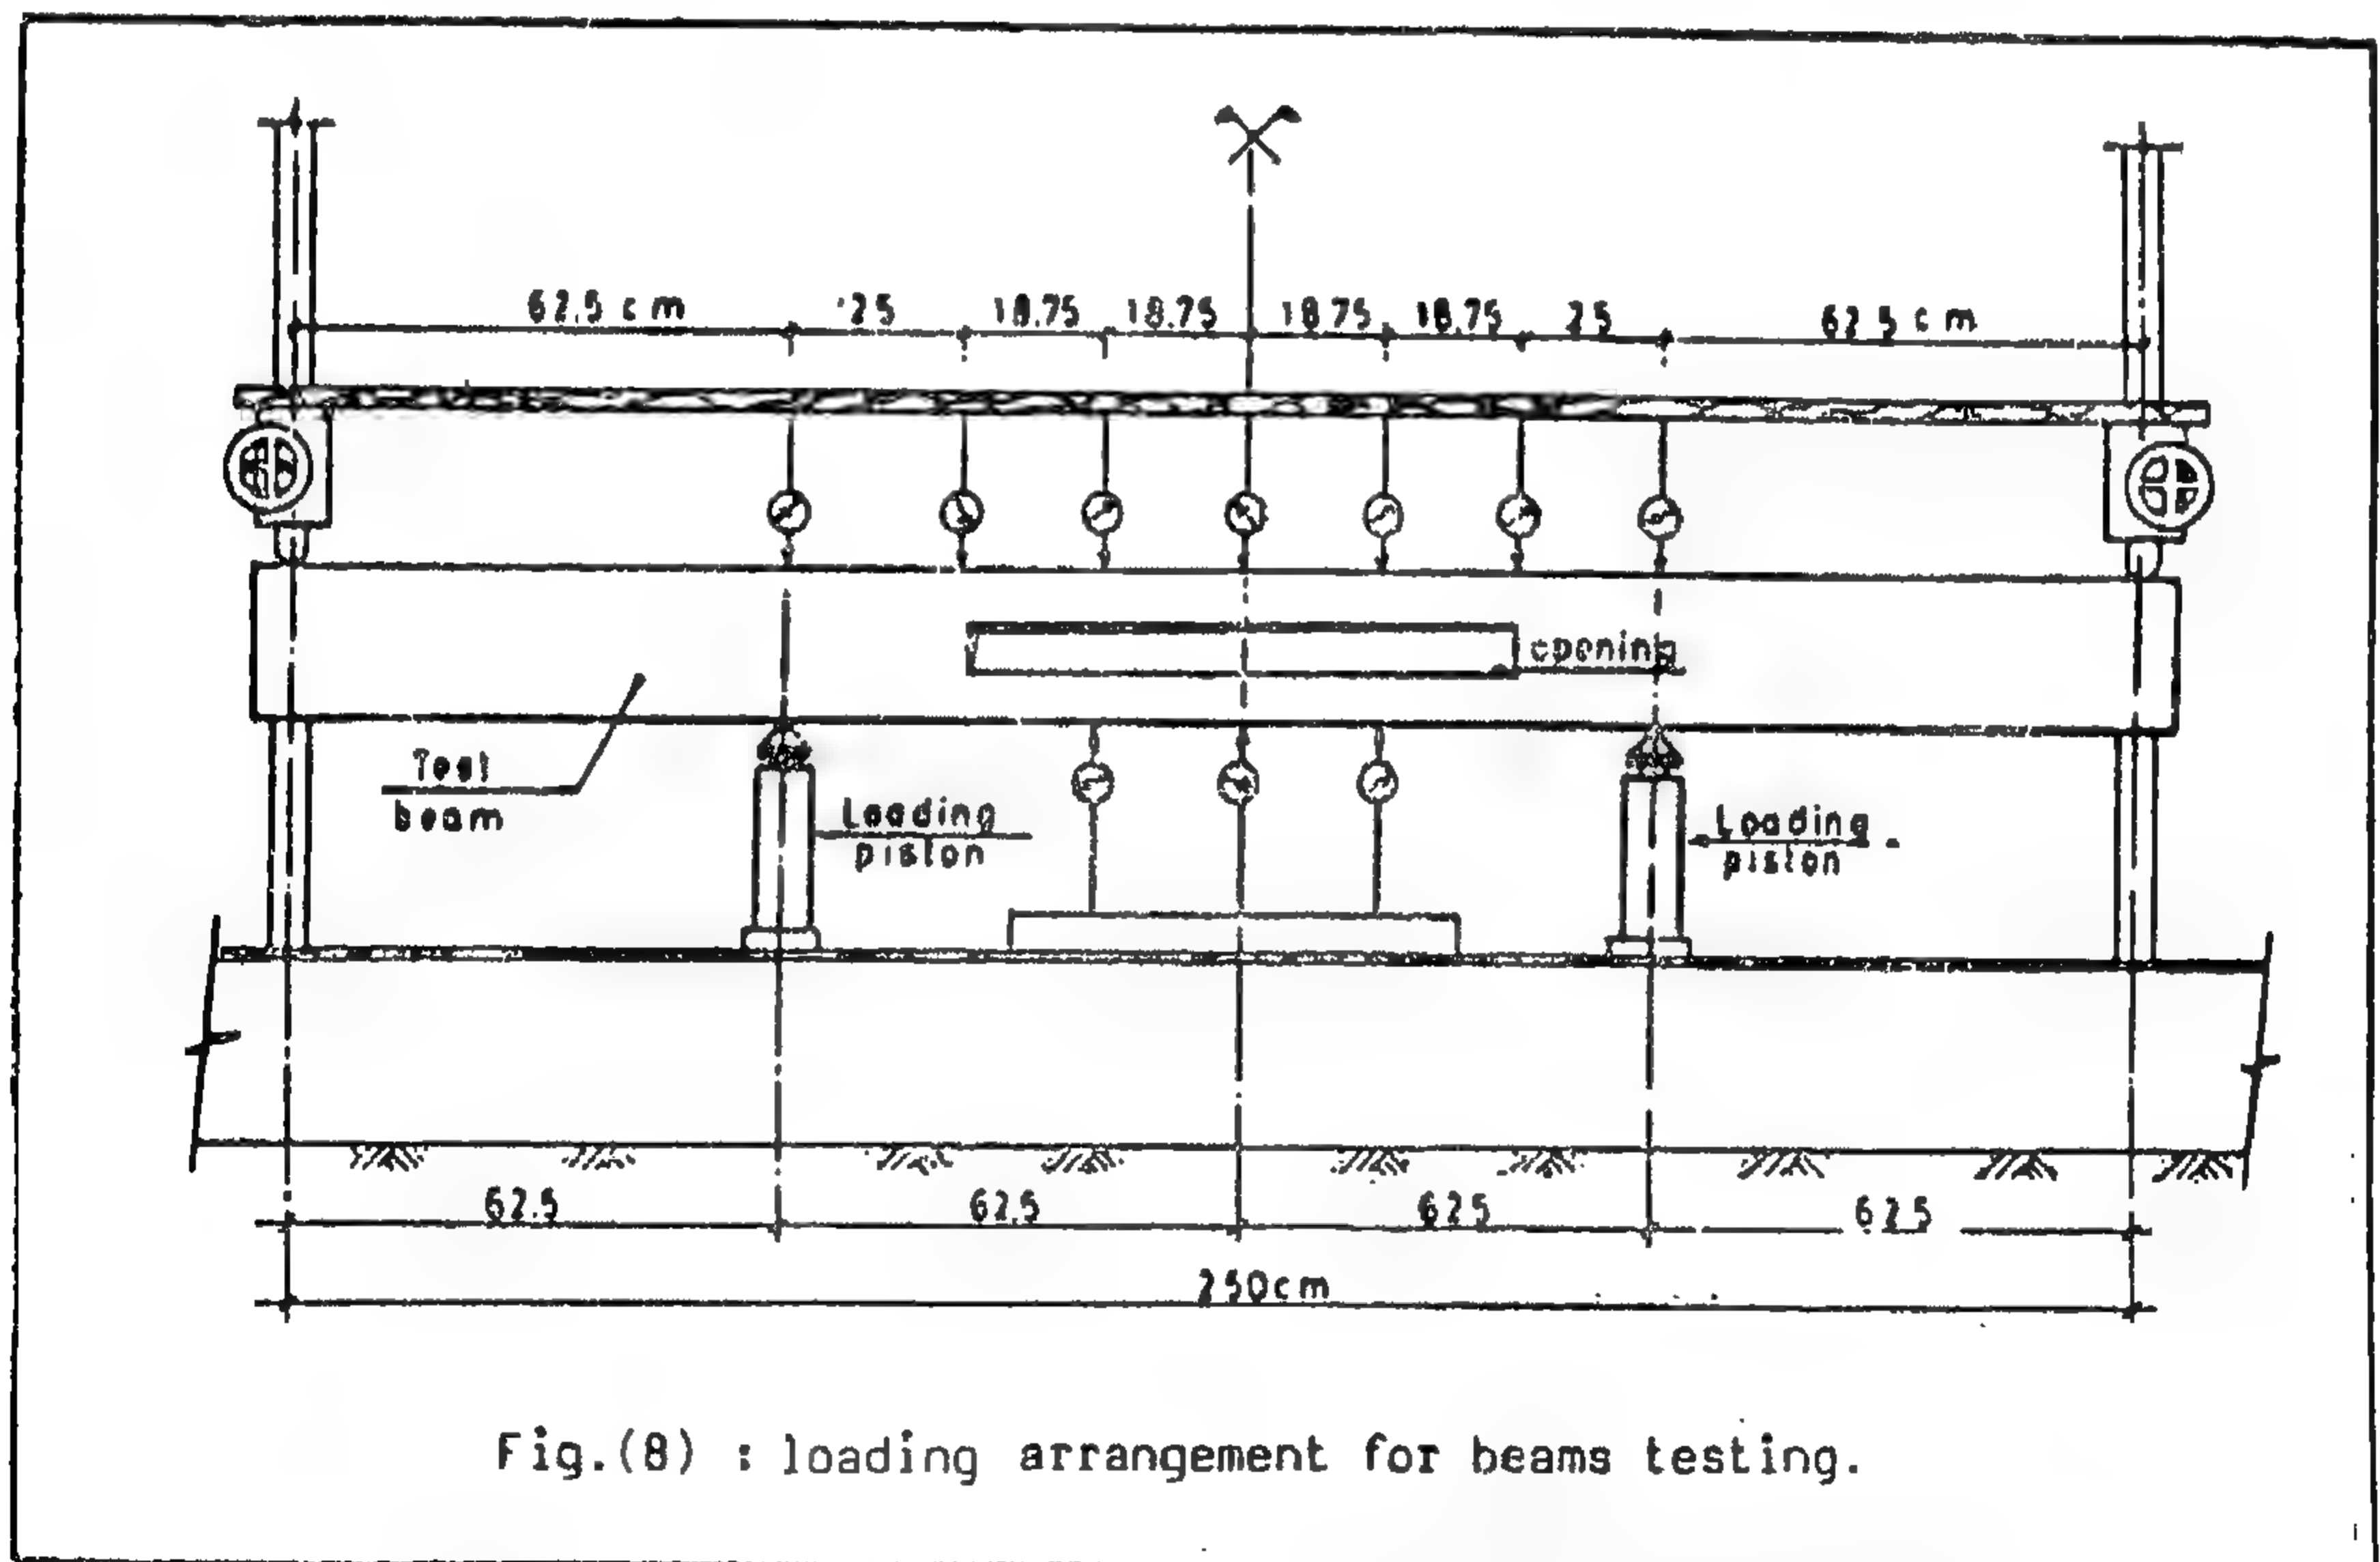 62.5 cm 25 18.75 18.75 18.75 18.75 25 62.5 cm
opening
Test
beam
Loading
piston
Loading
piston
62.5 62.5 62.5 62.5
250cm
Fig.(8) : loading arrangement for beams testing.